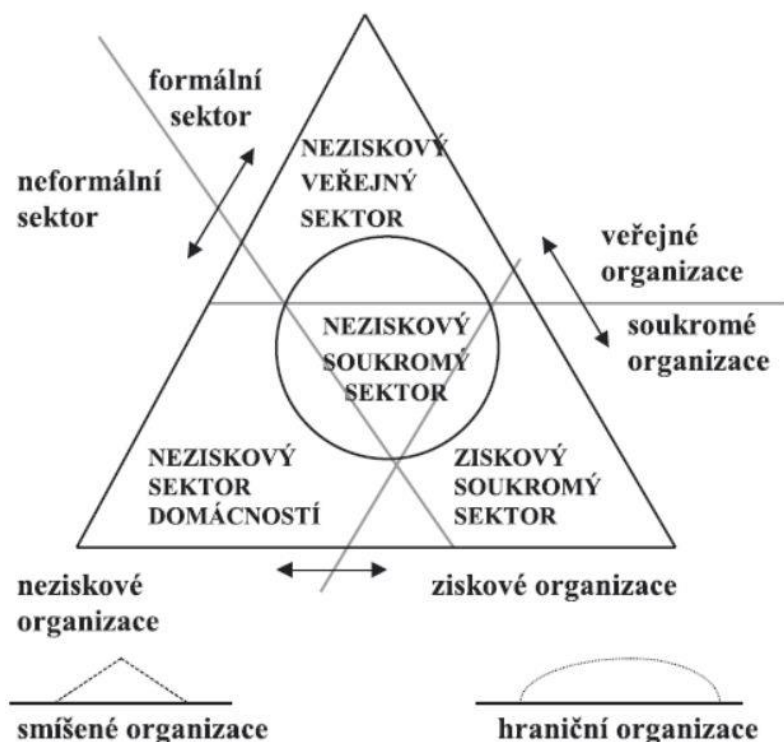 formální
sektor
neformální
sektor
NEZISKOVÝ
VEŘEJNÝ
SEKTOR
veřejné
organizace
soukromé
organizace
NEZISKOVÝ
SOUKROMÝ
SEKTOR
NEZISKOVÝ
SEKTOR
DOMÁCNOSTÍ
ZISKOVÝ
SOUKROMÝ
SEKTOR
neziskové
organizace
ziskové organizace
smíšené organizace
hraniční organizace